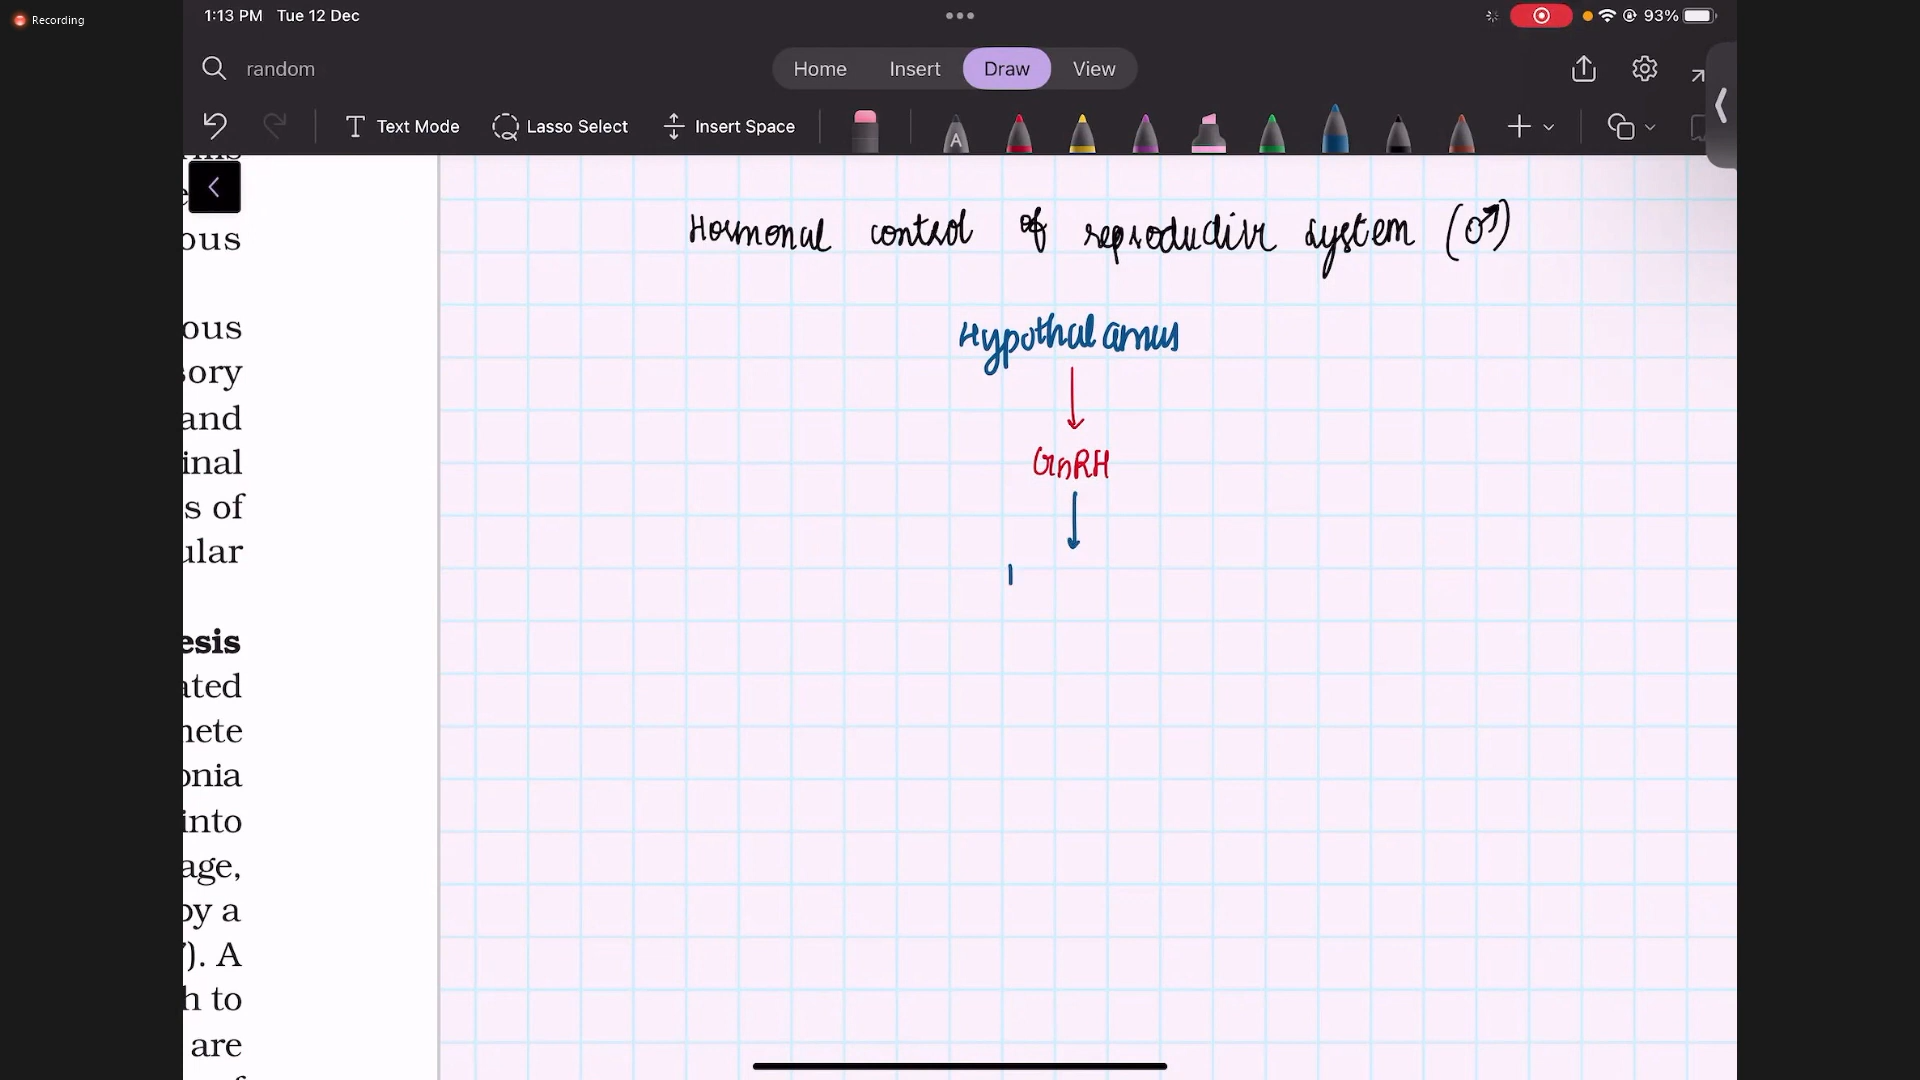 Recording
1:13 PM Tue 12 Dec
93%
random
Home Insert Draw View
Text Mode Lasso Select Insert Space
A
ous
ous
sory
and
inal
s of
ular
esis
ated
nete
onia
into
age,
by a
). A
h to
are
Hormonal control of reproductive system (♂)
Hypothalamus
GnRH